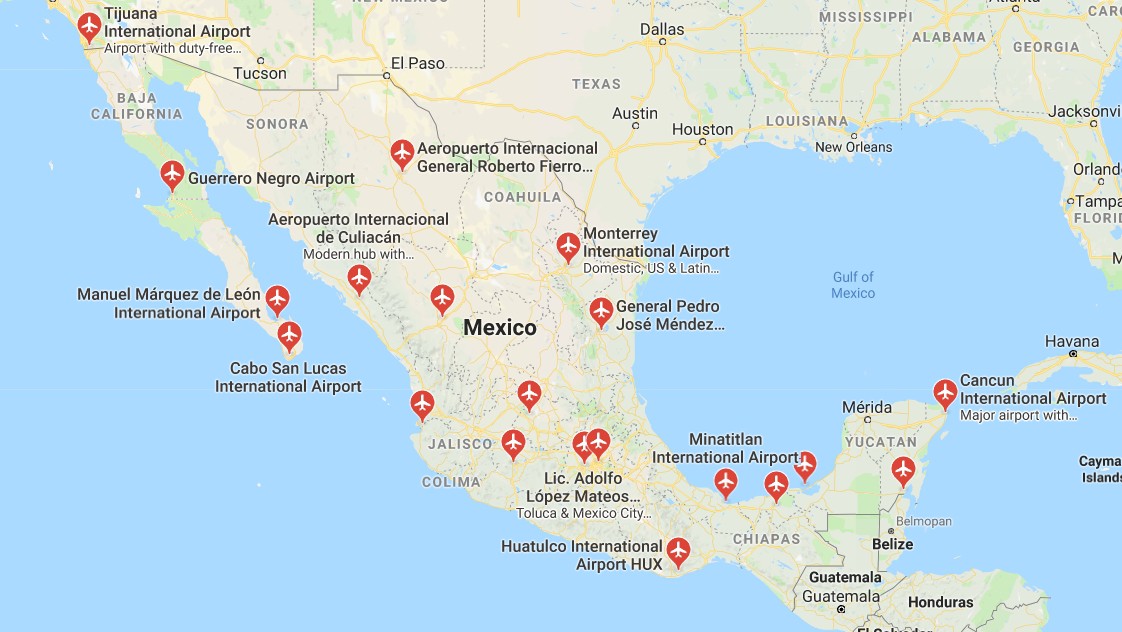 NEW MEXICO
Atlanta
Tijuana
International Airport
Airport with duty-free...
Dallas
MISSISSIPPI
ALABAMA
GEORGIA
Tucson
El Paso
TEXAS
BAJA
CALIFORNIA
SONORA
Austin
Houston
LOUISIANA
New Orleans
Jacksonvi
Aeropuerto Internacional
General Roberto Fierro...
Guerrero Negro Airport
COAHUILA
Orland
Tampa
FLORID
Aeropuerto Internacional
de Culiacán
Modern hub with...
Monterrey
International Airport
Domestic, US & Latin...
Gulf of
Mexico
Manuel Márquez de León
International Airport
General Pedro
José Méndez...
Mexico
Havana
Cabo San Lucas
International Airport
Cancun
International Airport
Major airport with...
Mérida
YUCATAN
JALISCO
Minatitlan
International Airport
COLIMA
Lic. Adolfo
López Mateos...
Toluca & Mexico City...
Cayma
Islands
Belmopan
Belize
CHIAPAS
Huatulco International
Airport HUX
Guatemala
Guatemala
Honduras
El Salvador